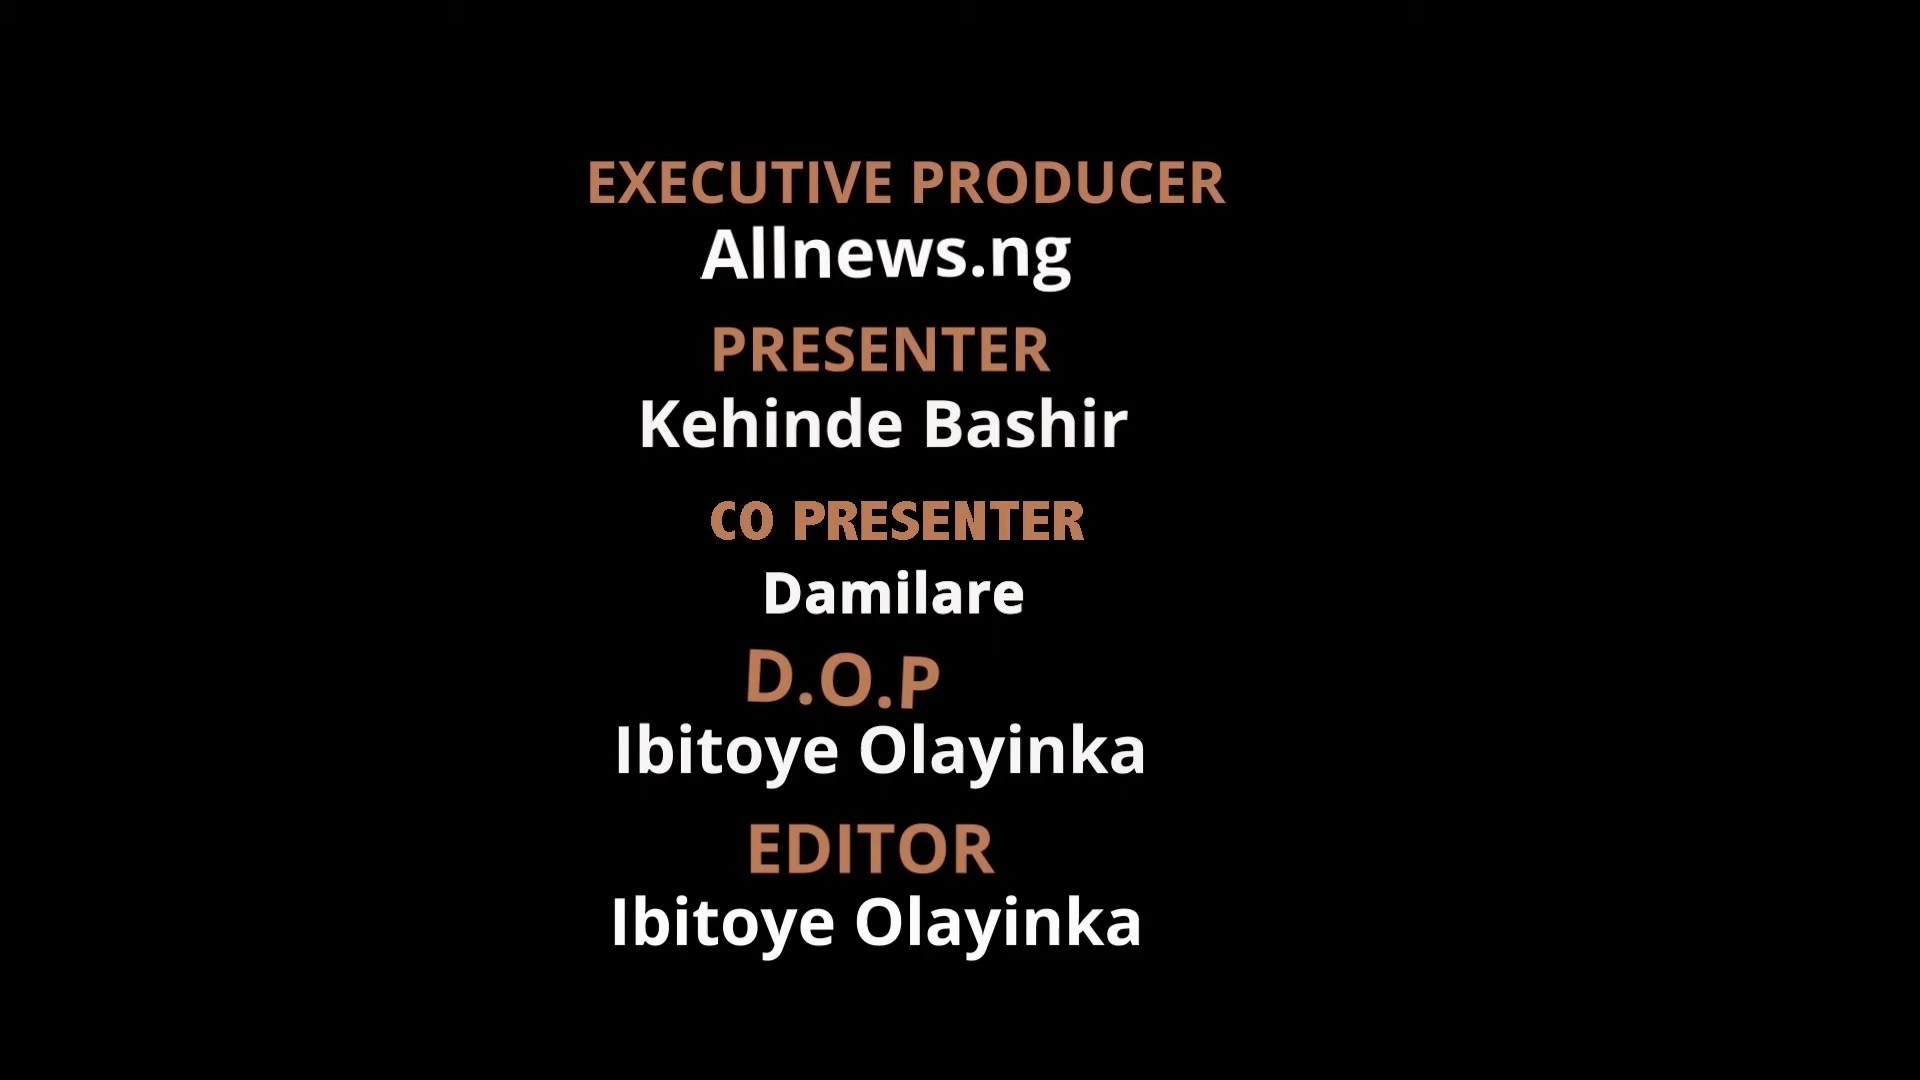 EXECUTIVE PRODUCER
Allnews.ng
PRESENTER
Kehinde Bashir
CO PRESENTER
Damilare
D.O.P
Ibitoye Olayinka
EDITOR
Ibitoye Olayinka